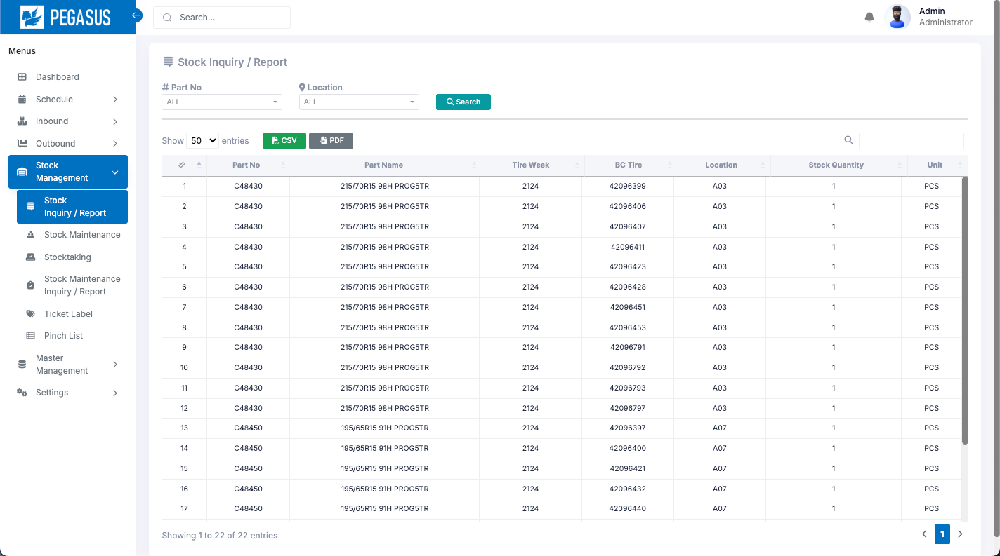 PEGASUS
Search...
Admin
Administrator
Menus
Dashboard
Schedule
Inbound
Outbound
Stock
Management
Stock
Inquiry / Report
Stock Maintenance
Stocktaking
Stock Maintenance
Inquiry / Report
Ticket Label
Pinch List
Master
Management
Settings
Stock Inquiry / Report
# Part No Location
ALL ALL Search
Show 50 entries CSV PDF
Part No Part Name Tire Week BC Tire Location Stock Quantity Unit
1 C48430 215/70R15 98H PROG5TR 2124 42096399 A03 1 PCS
2 C48430 215/70R15 98H PROG5TR 2124 42096406 A03 1 PCS
3 C48430 215/70R15 98H PROG5TR 2124 42096407 A03 1 PCS
4 C48430 215/70R15 98H PROG5TR 2124 42096411 A03 1 PCS
5 C48430 215/70R15 98H PROG5TR 2124 42096423 A03 1 PCS
6 C48430 215/70R15 98H PROG5TR 2124 42096428 A03 1 PCS
7 C48430 215/70R15 98H PROG5TR 2124 42096451 A03 1 PCS
8 C48430 215/70R15 98H PROG5TR 2124 42096453 A03 1 PCS
9 C48430 215/70R15 98H PROG5TR 2124 42096791 A03 1 PCS
10 C48430 215/70R15 98H PROG5TR 2124 42096792 A03 1 PCS
11 C48430 215/70R15 98H PROG5TR 2124 42096793 A03 1 PCS
12 C48430 215/70R15 98H PROG5TR 2124 42096797 A03 1 PCS
13 C48450 195/65R15 91H PROG5TR 2124 42096397 A07 1 PCS
14 C48450 195/65R15 91H PROG5TR 2124 42096400 A07 1 PCS
15 C48450 195/65R15 91H PROG5TR 2124 42096421 A07 1 PCS
16 C48450 195/65R15 91H PROG5TR 2124 42096432 A07 1 PCS
17 C48450 195/65R15 91H PROG5TR 2124 42096440 A07 1 PCS
Showing 1 to 22 of 22 entries 1